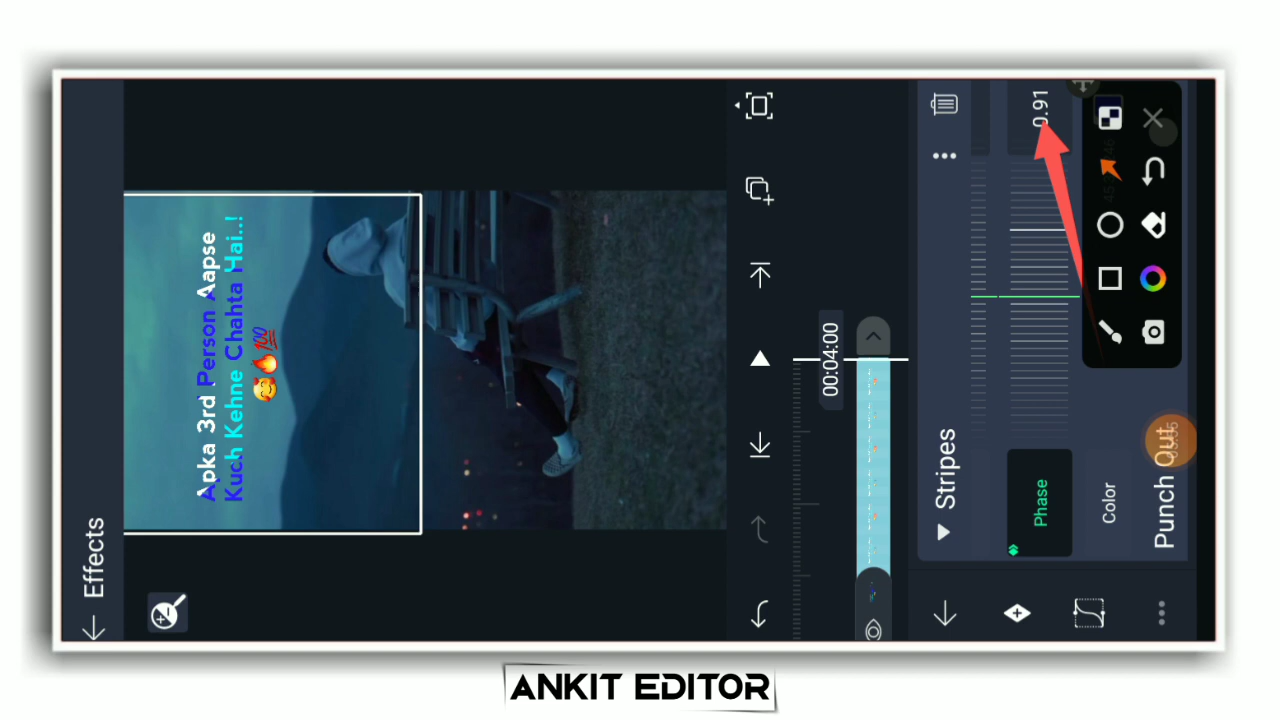 Effects
Apka 3rd Person Aapse
Kuch Kehne Chahta Hai..!
🥰🔥💯
00:04:00
Stripes
Phase
0.91
Color
Punch Out
ANKIT EDITOR